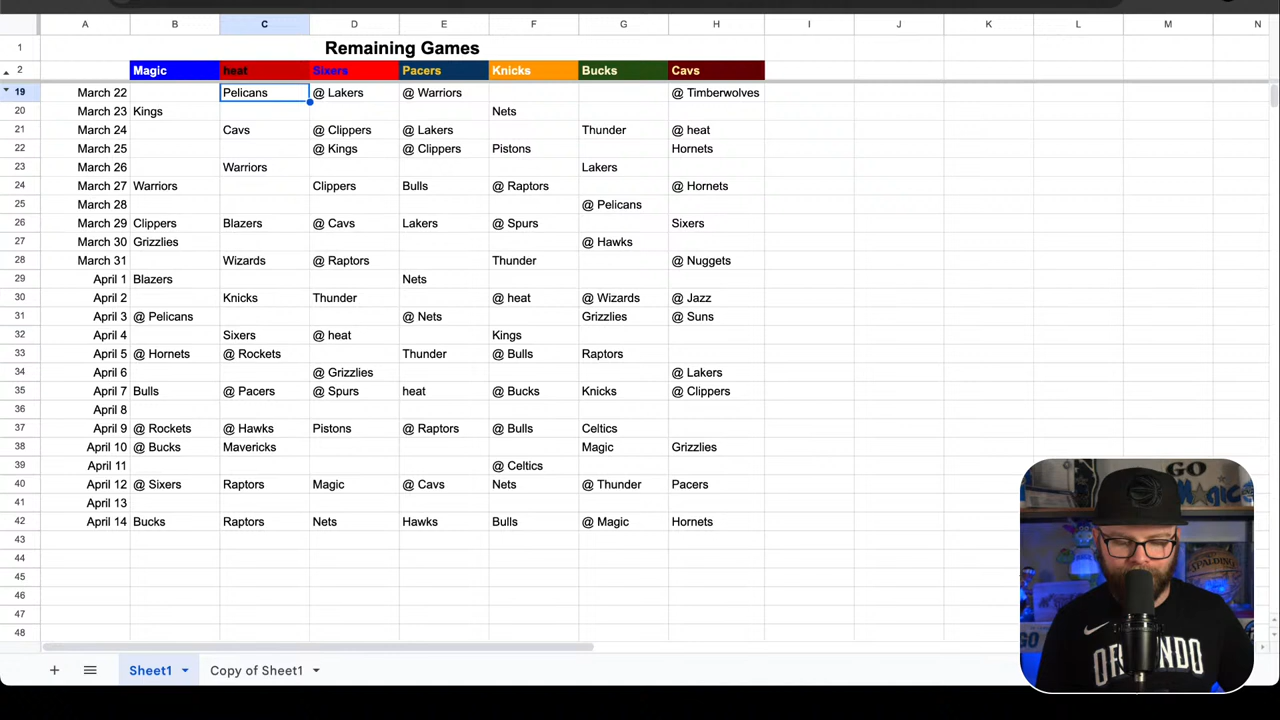 A B C D E F G H I J K L M N
1 Remaining Games
2 Magic heat Sixers Pacers Knicks Bucks Cavs
19 March 22 Pelicans @ Lakers @ Warriors @ Timberwolves
20 March 23 Kings Nets
21 March 24 Cavs @ Clippers @ Lakers Thunder @ heat
22 March 25 @ Kings @ Clippers Pistons Hornets
23 March 26 Warriors Lakers
24 March 27 Warriors Clippers Bulls @ Raptors @ Hornets
25 March 28 @ Pelicans
26 March 29 Clippers Blazers @ Cavs Lakers @ Spurs Sixers
27 March 30 Grizzlies @ Hawks
28 March 31 Wizards @ Raptors Thunder @ Nuggets
29 April 1 Blazers Nets
30 April 2 Knicks Thunder @ heat @ Wizards @ Jazz
31 April 3 @ Pelicans @ Nets Grizzlies @ Suns
32 April 4 Sixers @ heat Kings
33 April 5 @ Hornets @ Rockets Thunder @ Bulls Raptors
34 April 6 @ Grizzlies @ Lakers
35 April 7 Bulls @ Pacers @ Spurs heat @ Bucks Knicks @ Clippers
36 April 8
37 April 9 @ Rockets @ Hawks Pistons @ Raptors @ Bulls Celtics
38 April 10 @ Bucks Mavericks Magic Grizzlies
39 April 11 @ Celtics
40 April 12 @ Sixers Raptors Magic @ Cavs Nets @ Thunder Pacers
41 April 13
42 April 14 Bucks Raptors Nets Hawks Bulls @ Magic Hornets
43
44
45
46
47
48
Sheet1 Copy of Sheet1
GO
Magic
SPALDING
GO